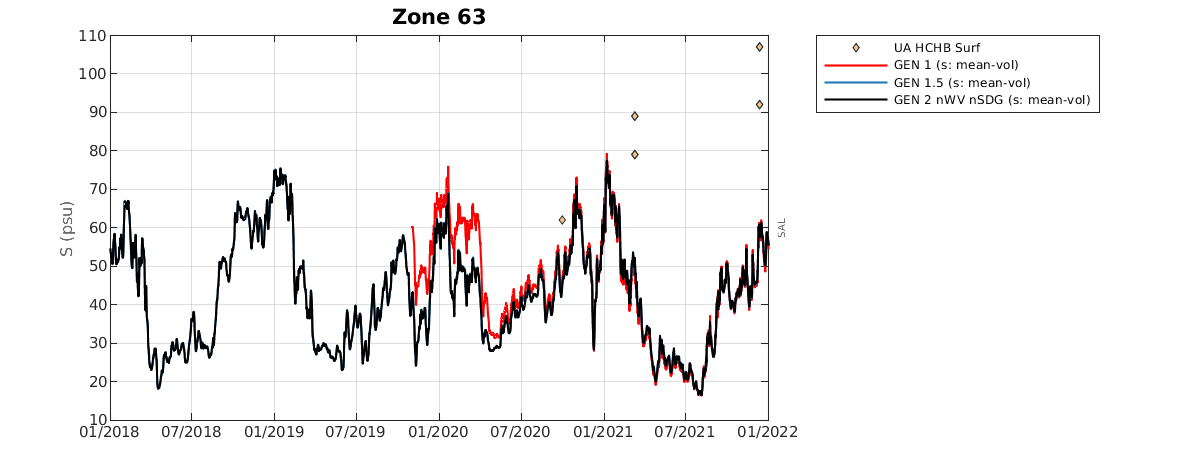 Zone 63
110
100
90
80
70
60
50
40
30
20
10
S (psu)
01/2018 07/2018 01/2019 07/2019 01/2020 07/2020 01/2021 07/2021 01/2022
SAL
UA HCHB Surf
GEN 1 (s: mean-vol)
GEN 1.5 (s: mean-vol)
GEN 2 nWV nSDG (s: mean-vol)